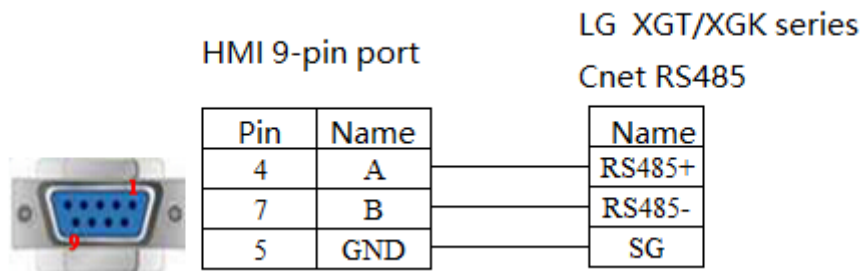 LG XGT/XGK series
HMI 9-pin port
Cnet RS485
Pin Name Name
4 A RS485+
7 B RS485-
5 GND SG
1
9